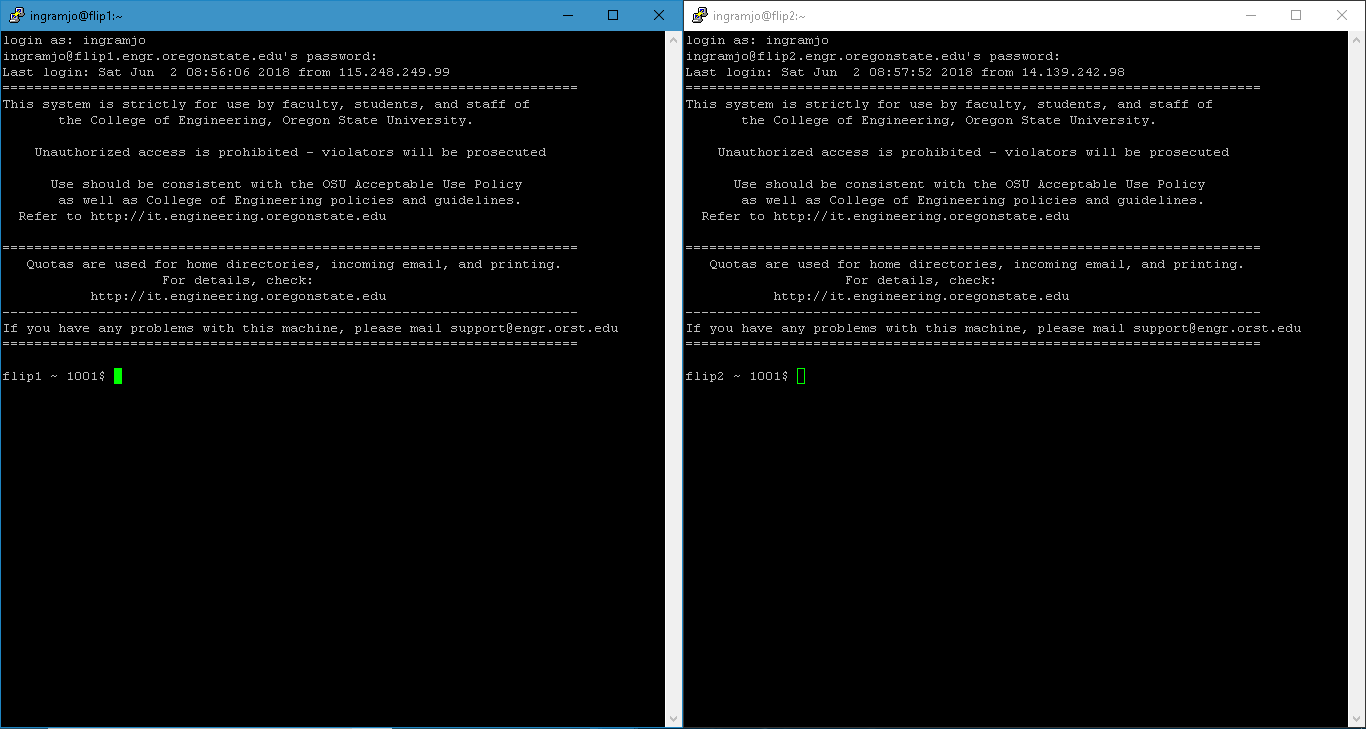 ingramjo@flip1:~
login as: ingramjo
ingramjo@flip1.engr.oregonstate.edu's password:
Last login: Sat Jun  2 08:56:06 2018 from 115.248.249.99
========================================================================
This system is strictly for use by faculty, students, and staff of
the College of Engineering, Oregon State University.
Unauthorized access is prohibited - violators will be prosecuted
Use should be consistent with the OSU Acceptable Use Policy
as well as College of Engineering policies and guidelines.
Refer to http://it.engineering.oregonstate.edu
========================================================================
Quotas are used for home directories, incoming email, and printing.
For details, check:
http://it.engineering.oregonstate.edu
------------------------------------------------------------------------
If you have any problems with this machine, please mail support@engr.orst.edu
========================================================================
flip1 ~ 1001$
ingramjo@flip2:~
login as: ingramjo
ingramjo@flip2.engr.oregonstate.edu's password:
Last login: Sat Jun  2 08:57:52 2018 from 14.139.242.98
========================================================================
This system is strictly for use by faculty, students, and staff of
the College of Engineering, Oregon State University.
Unauthorized access is prohibited - violators will be prosecuted
Use should be consistent with the OSU Acceptable Use Policy
as well as College of Engineering policies and guidelines.
Refer to http://it.engineering.oregonstate.edu
========================================================================
Quotas are used for home directories, incoming email, and printing.
For details, check:
http://it.engineering.oregonstate.edu
------------------------------------------------------------------------
If you have any problems with this machine, please mail support@engr.orst.edu
========================================================================
flip2 ~ 1001$